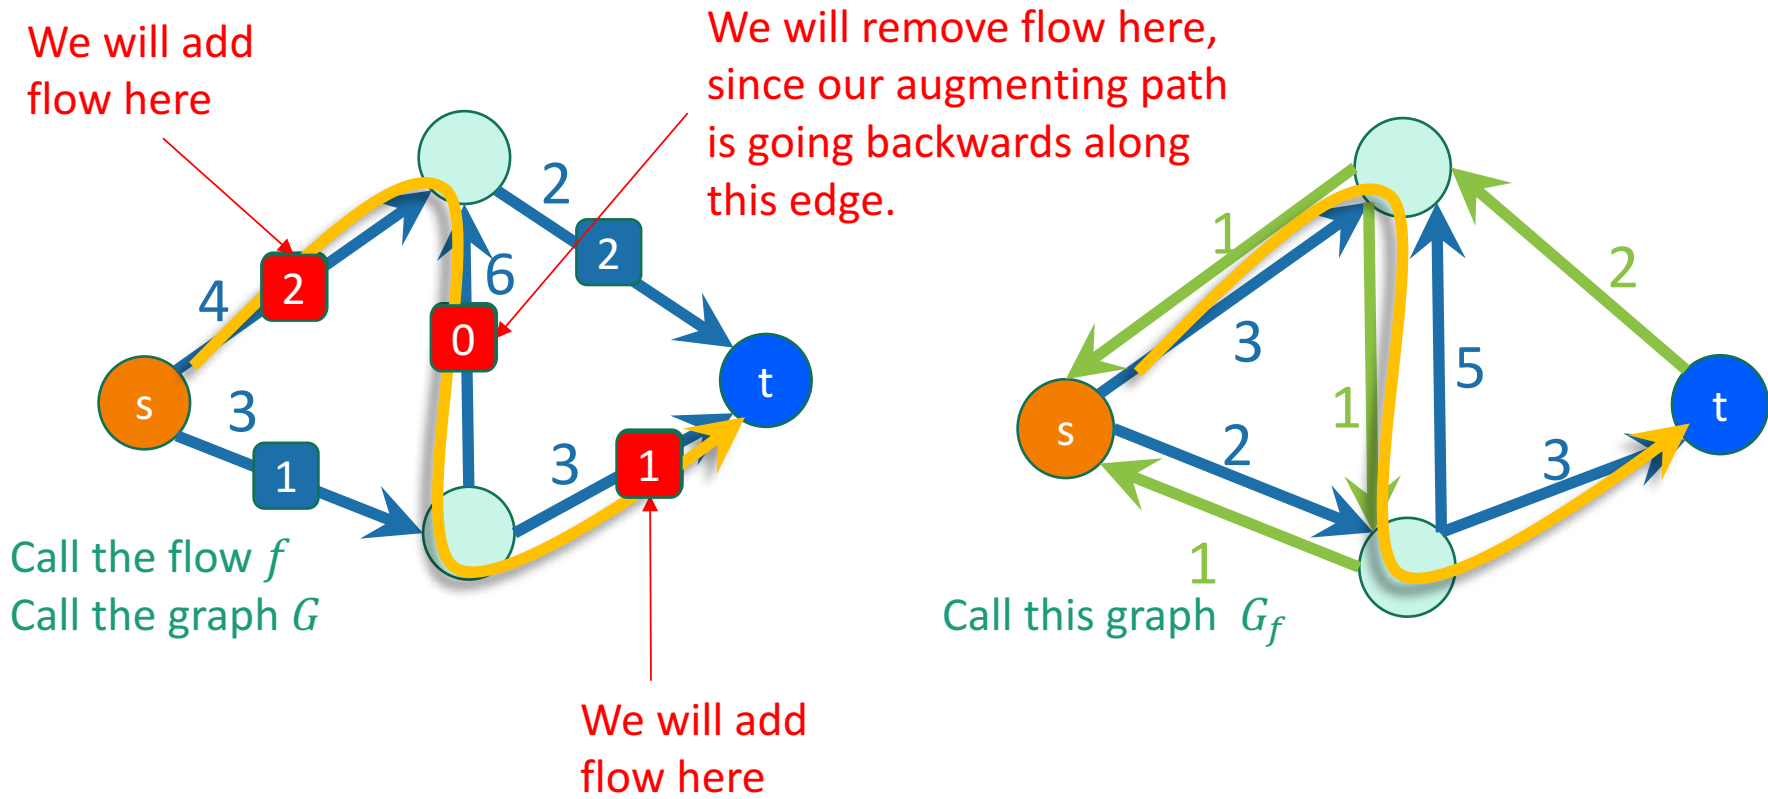 We will add
flow here
We will remove flow here,
since our augmenting path
is going backwards along
this edge.
2
2
4
2
6
0
s
t
3
1
3
1
Call the flow f
Call the graph G
We will add
flow here
1
2
3
5
1
s
t
2
3
1
Call this graph G_f